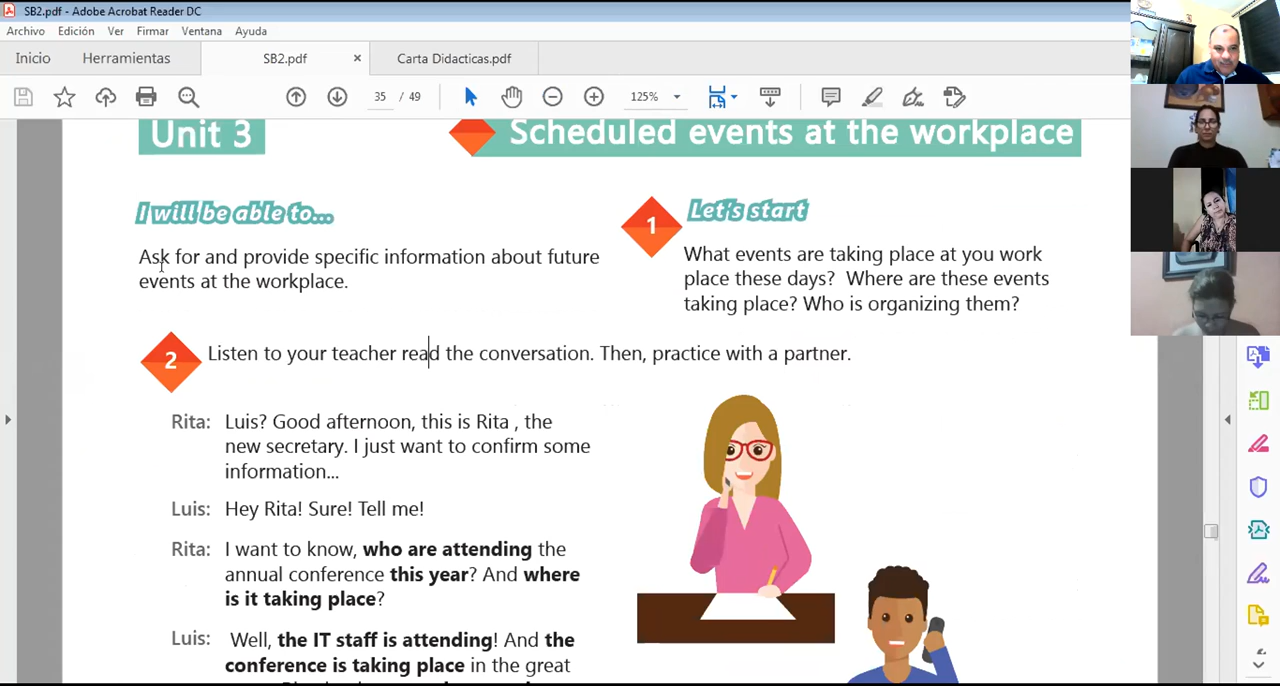 SB2.pdf - Adobe Acrobat Reader DC
Archivo Edición Ver Firmar Ventana Ayuda
Inicio Herramientas SB2.pdf × Carta Didacticas.pdf
35 / 49 125%
Unit 3 Scheduled events at the workplace
I will be able to...
Ask for and provide specific information about future
events at the workplace.
1 Let's start
What events are taking place at you work
place these days? Where are these events
taking place? Who is organizing them?
2 Listen to your teacher read the conversation. Then, practice with a partner.
Rita: Luis? Good afternoon, this is Rita , the
new secretary. I just want to confirm some
information...
Luis: Hey Rita! Sure! Tell me!
Rita: I want to know, who are attending the
annual conference this year? And where
is it taking place?
Luis: Well, the IT staff is attending! And the
conference is taking place in the great